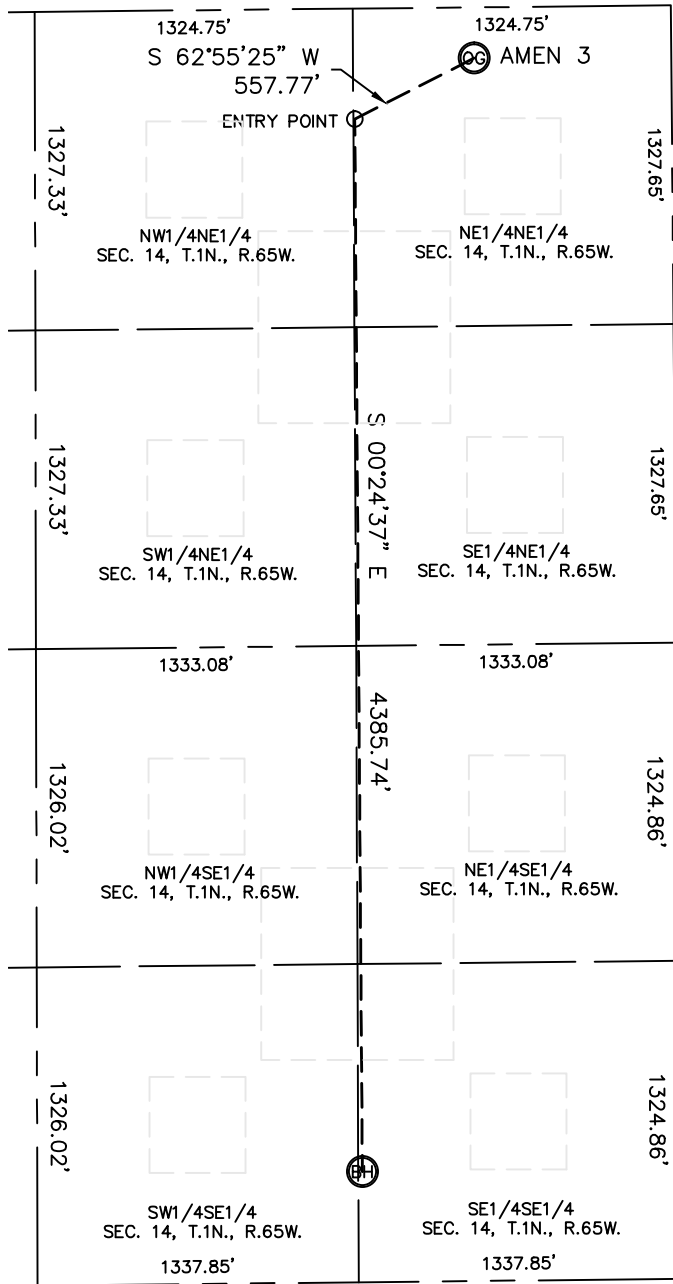 1324.75'
1324.75'
S 62°55'25" W
557.77'
OG AMEN 3
ENTRY POINT
1327.33'
1327.65'
NW1/4NE1/4
SEC. 14, T.1N., R.65W.
NE1/4NE1/4
SEC. 14, T.1N., R.65W.
S 00°24'37" E
1327.33'
1327.65'
SW1/4NE1/4
SEC. 14, T.1N., R.65W.
SE1/4NE1/4
SEC. 14, T.1N., R.65W.
1333.08'
1333.08'
4385.74'
1326.02'
1324.86'
NW1/4SE1/4
SEC. 14, T.1N., R.65W.
NE1/4SE1/4
SEC. 14, T.1N., R.65W.
1326.02'
1324.86'
BH
SW1/4SE1/4
SEC. 14, T.1N., R.65W.
SE1/4SE1/4
SEC. 14, T.1N., R.65W.
1337.85'
1337.85'